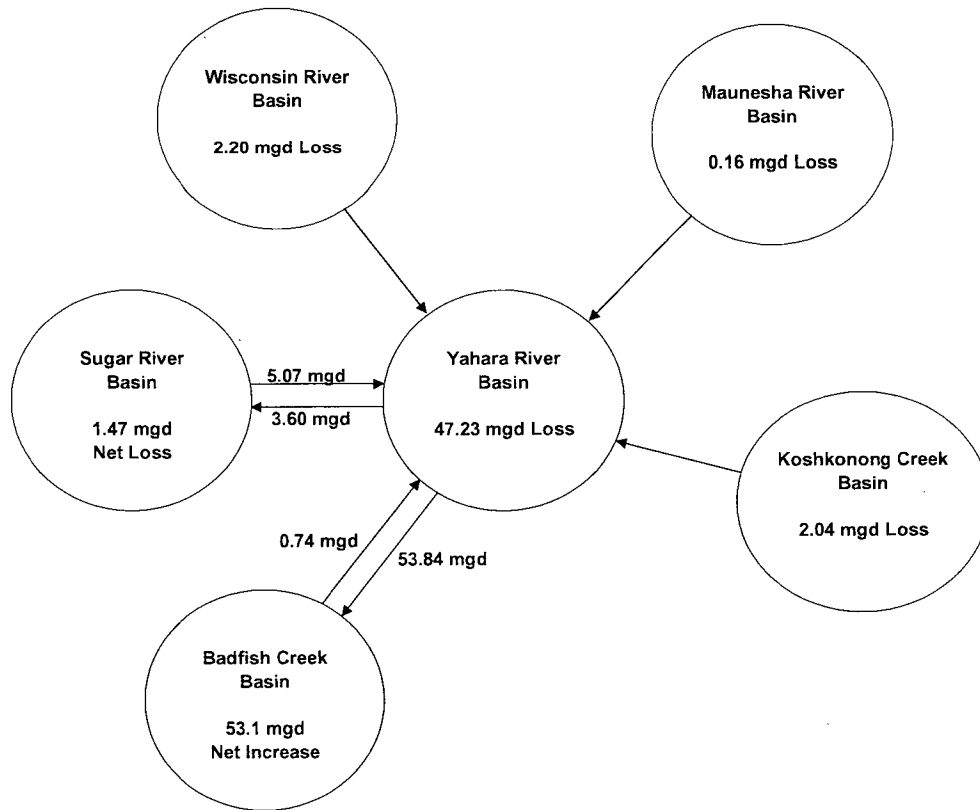 Wisconsin River
Basin
2.20 mgd Loss
Maunesha River
Basin
0.16 mgd Loss
Sugar River
Basin
1.47 mgd
Net Loss
5.07 mgd
3.60 mgd
Yahara River
Basin
47.23 mgd Loss
Koshkonong Creek
Basin
2.04 mgd Loss
0.74 mgd
53.84 mgd
Badfish Creek
Basin
53.1 mgd
Net Increase